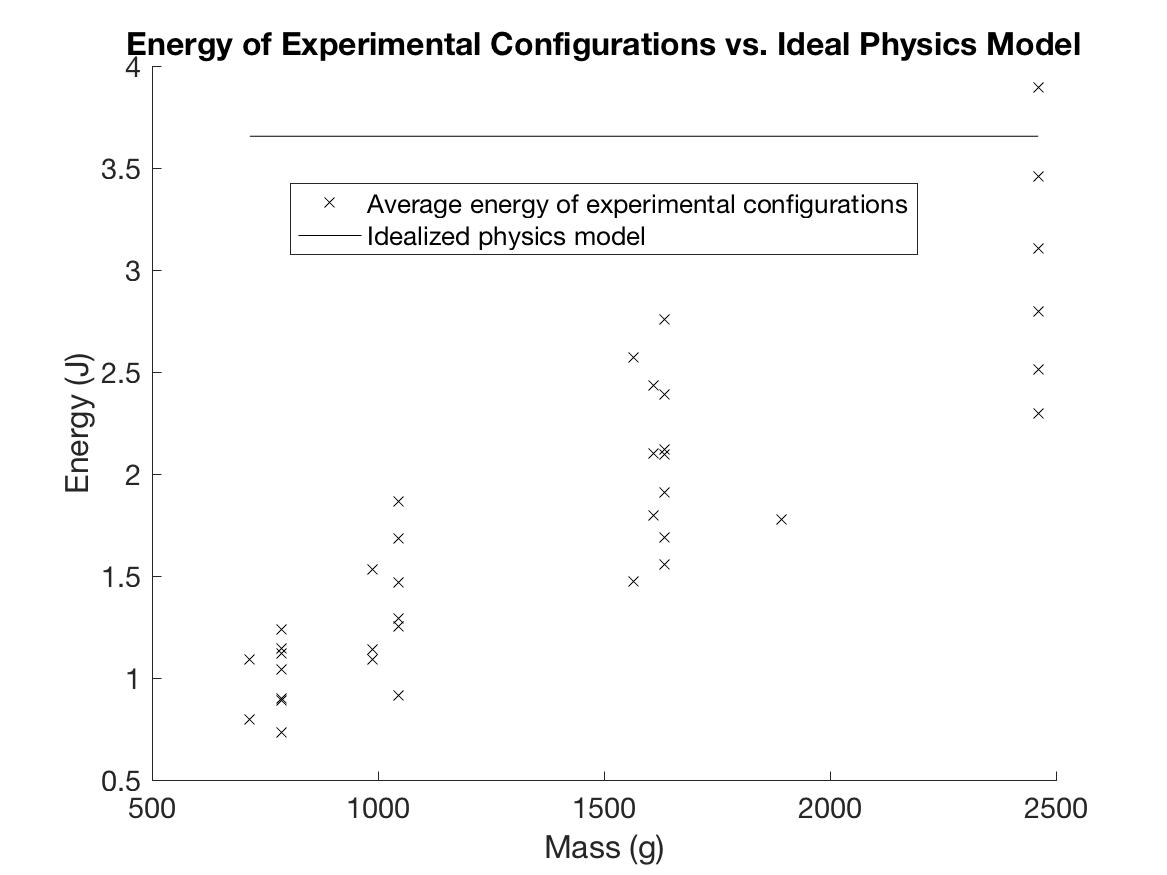 Energy of Experimental Configurations vs. Ideal Physics Model
4
3.5
Average energy of experimental configurations
Idealized physics model
3
Energy (J)
2.5
2
1.5
1
0.5
500 1000 1500 2000 2500
Mass (g)